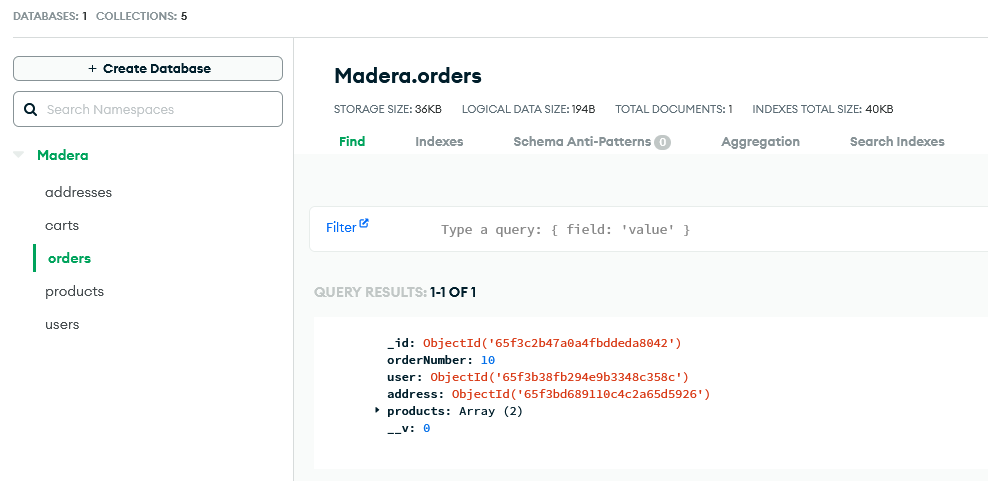 DATABASES: 1 COLLECTIONS: 5
+ Create Database
Search Namespaces
Madera
addresses
carts
orders
products
users
Madera.orders
STORAGE SIZE: 36KB LOGICAL DATA SIZE: 194B TOTAL DOCUMENTS: 1 INDEXES TOTAL SIZE: 40KB
Find Indexes Schema Anti-Patterns 0 Aggregation Search Indexes
Filter Type a query: { field: 'value' }
QUERY RESULTS: 1-1 OF 1
_id: ObjectId('65f3c2b47a0a4fbddeda8042')
orderNumber: 10
user: ObjectId('65f3b38fb294e9b3348c358c')
address: ObjectId('65f3bd689110c4c2a65d5926')
products: Array (2)
__v: 0